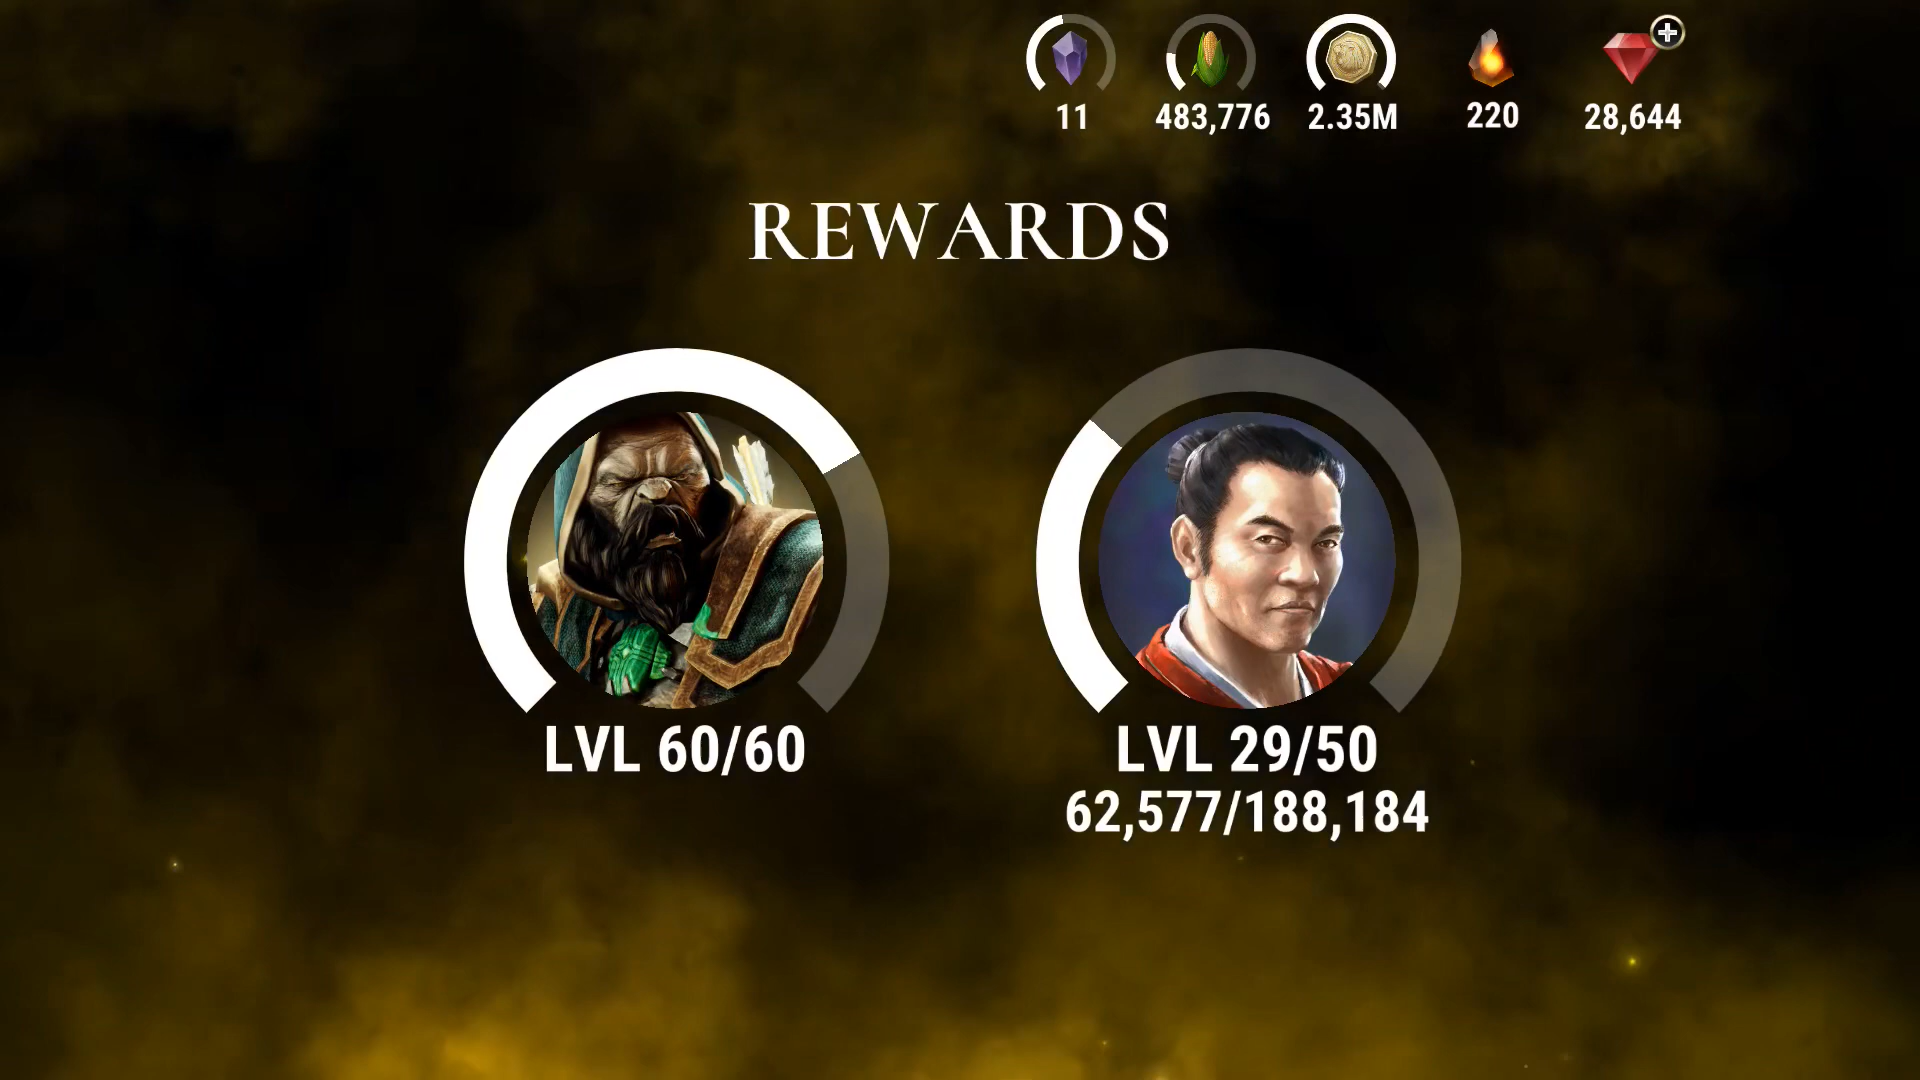 11
483,776
2.35M
220
28,644
REWARDS
LVL 60/60
LVL 29/50
62,577/188,184